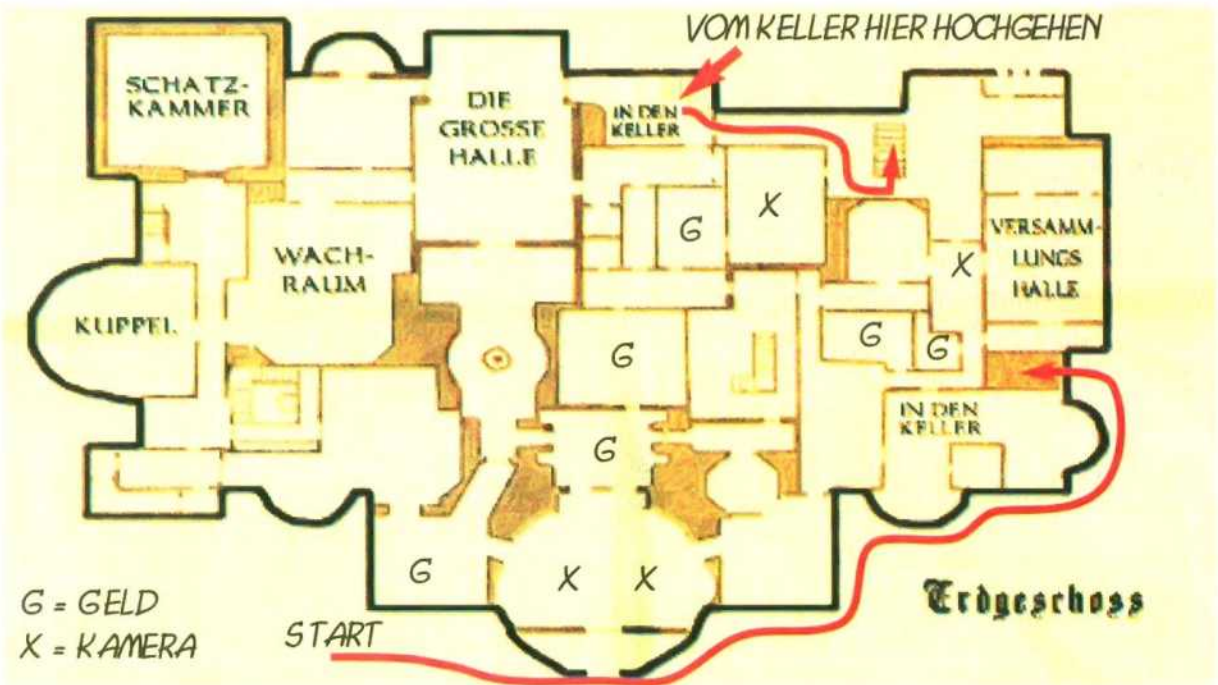 VOM KELLER HIER HOCHGEHEN
SCHATZ-
KAMMER
DIE
GROSSE
HALLE
IN DEN
KELLER
X
G
WACH-
RAUM
VERSAMM-
LUNGS
HALLE
X
KUPPEL
G
G
G
IN DEN
KELLER
G
G
X
X
G = GELD
X = KAMERA
START
Erdgeschoss